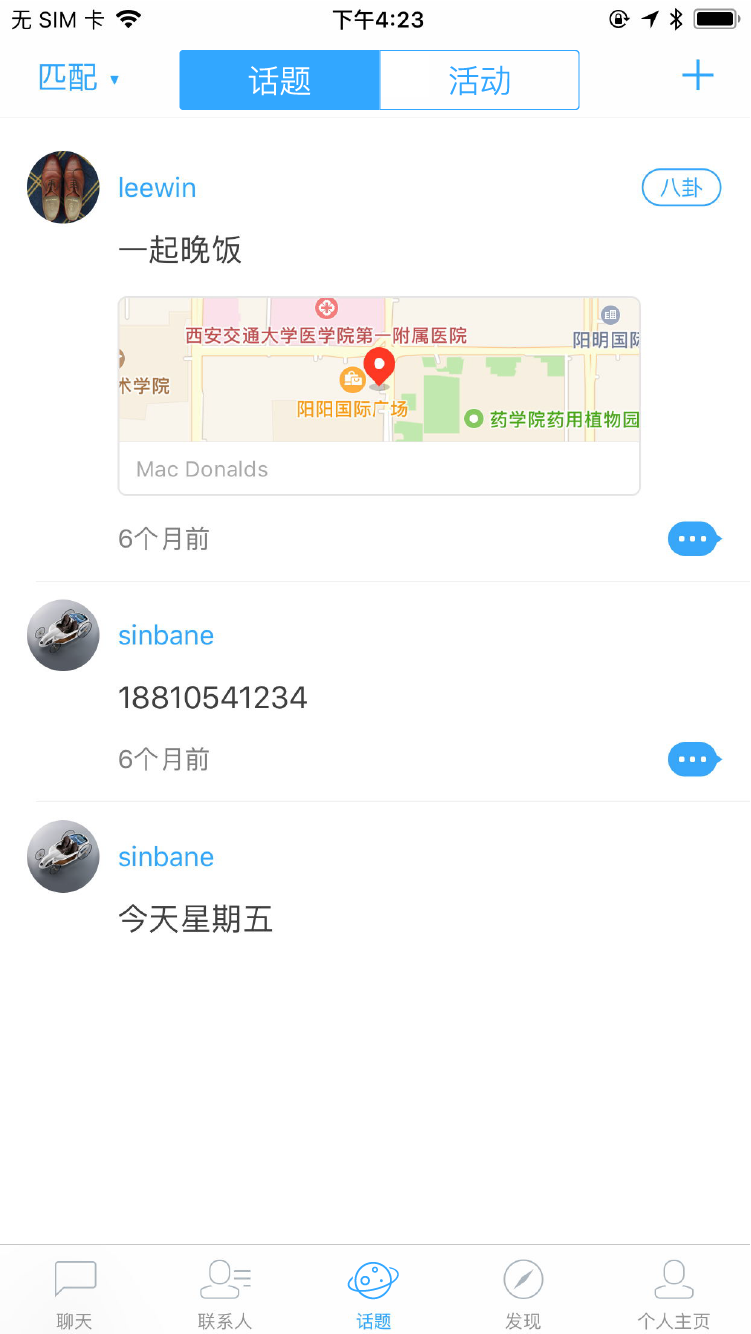 无 SIM 卡
下午4:23
匹配
话题
活动
leewin
八卦
一起晚饭
西安交通大学医学院第一附属医院
阳明国际
术学院
阳阳国际广场
药学院药用植物园
Mac Donalds
6个月前
sinbane
18810541234
6个月前
sinbane
今天星期五
聊天
联系人
话题
发现
个人主页